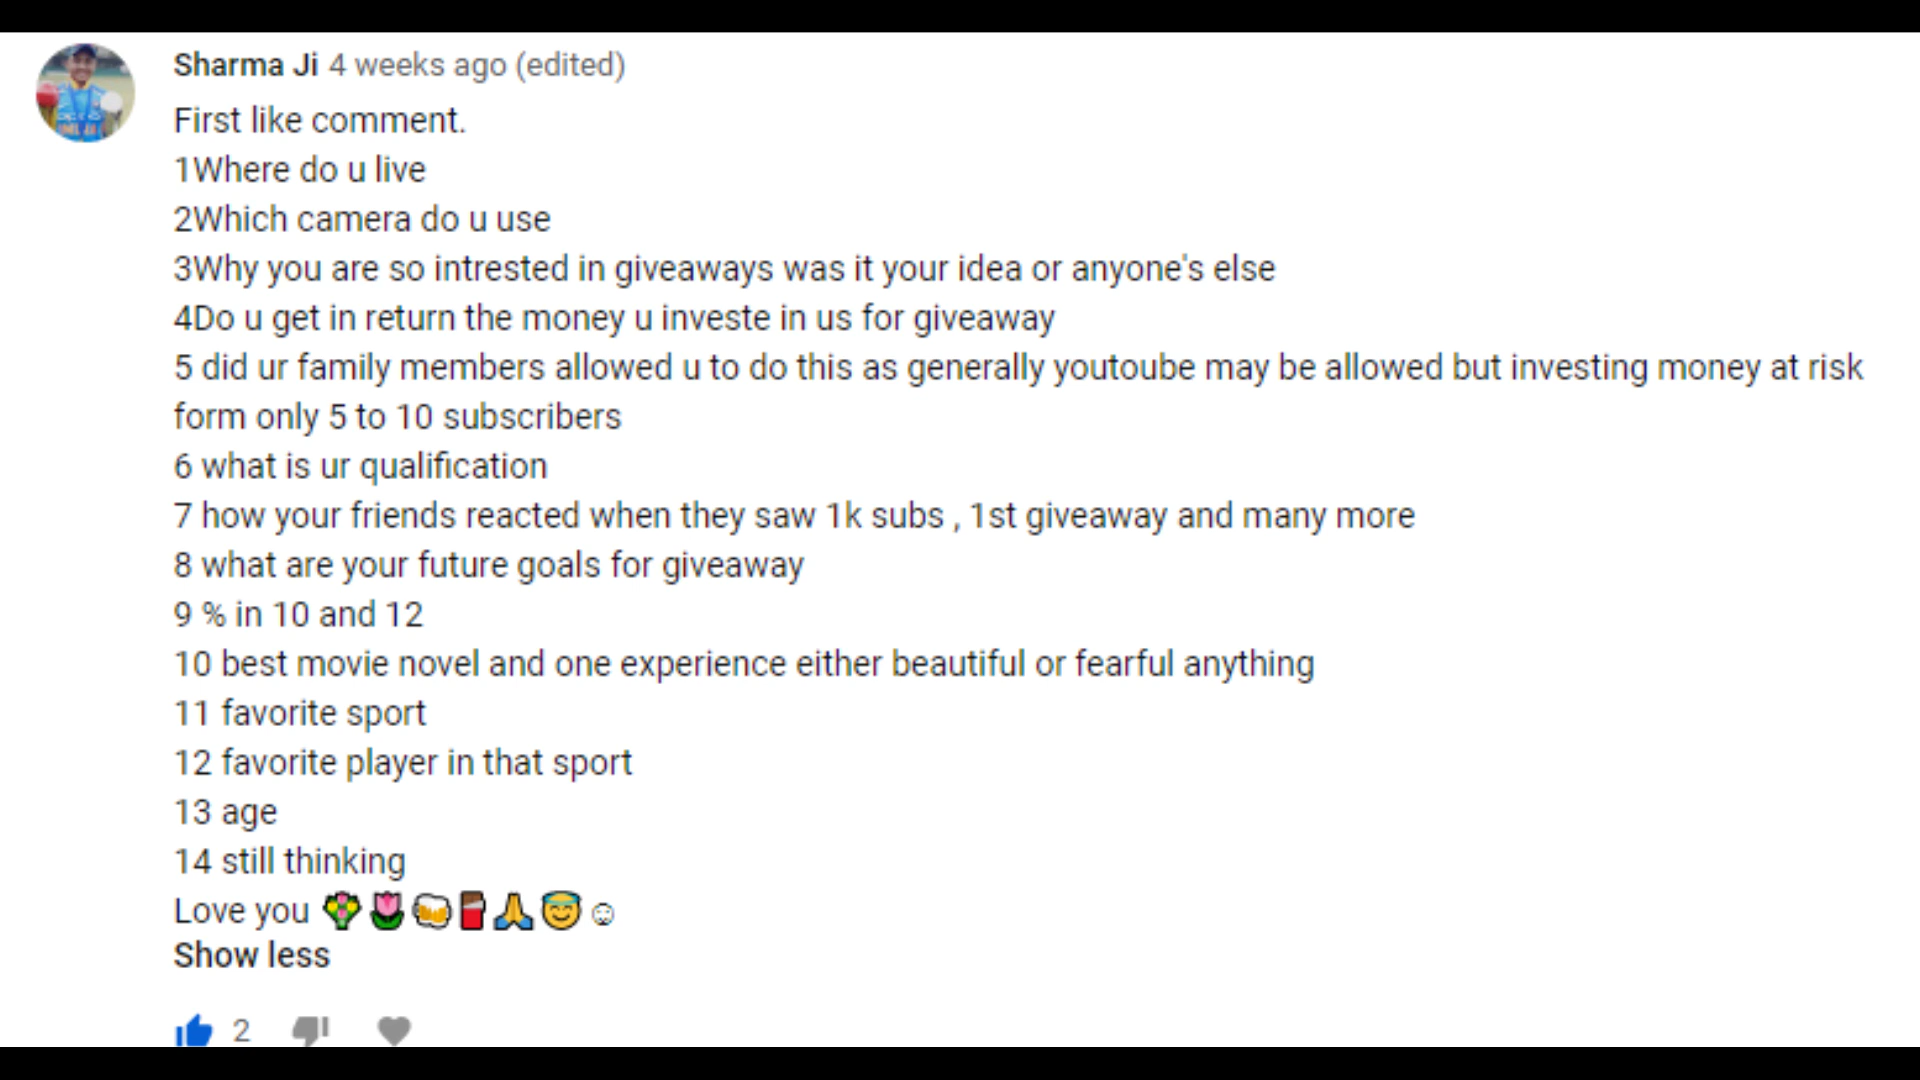 Sharma Ji 4 weeks ago (edited)
First like comment.
1Where do u live
2Which camera do u use
3Why you are so intrested in giveaways was it your idea or anyone's else
4Do u get in return the money u investe in us for giveaway
5 did ur family members allowed u to do this as generally youtoube may be allowed but investing money at risk
form only 5 to 10 subscribers
6 what is ur qualification
7 how your friends reacted when they saw 1k subs , 1st giveaway and many more
8 what are your future goals for giveaway
9 % in 10 and 12
10 best movie novel and one experience either beautiful or fearful anything
11 favorite sport
12 favorite player in that sport
13 age
14 still thinking
Love you 💐🌷🍻🍫🙏😇☺
Show less
2